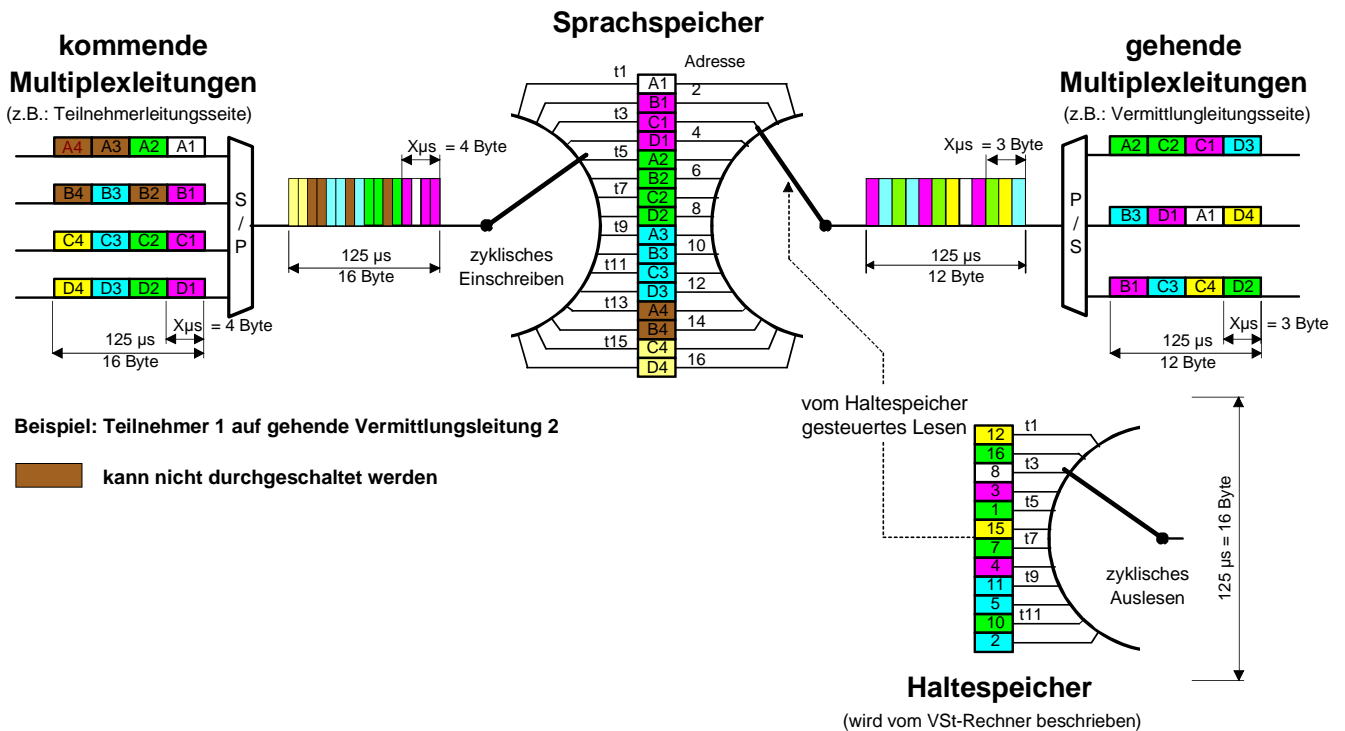 Sprachspeicher
kommende
Multiplexleitungen
(z.B.: Teilnehmerleitungsseite)
A4 A3 A2 A1
B4 B3 B2 B1
C4 C3 C2 C1
D4 D3 D2 D1
S
/
P
Xµs = 4 Byte
125 µs
16 Byte
Xµs = 4 Byte
125 µs
16 Byte
zyklisches
Einschreiben
Adresse
t1
t3
t5
t7
t9
t11
t13
t15
A1
B1
C1
D1
A2
B2
C2
D2
A3
B3
C3
D3
A4
B4
C4
D4
2
4
6
8
10
12
14
16
gehende
Multiplexleitungen
(z.B.: Vermittlungleitungsseite)
Xµs = 3 Byte
125 µs
12 Byte
P
/
S
A2 C2 C1 D3
B3 D1 A1 D4
B1 C3 C4 D2
Xµs = 3 Byte
125 µs
12 Byte
Beispiel: Teilnehmer 1 auf gehende Vermittlungsleitung 2
kann nicht durchgeschaltet werden
vom Haltespeicher
gesteuertes Lesen
12
16
8
3
1
15
7
4
11
5
10
2
t1
t3
t5
t7
t9
t11
zyklisches
Auslesen
125 µs = 16 Byte
Haltespeicher
(wird vom VSt-Rechner beschrieben)